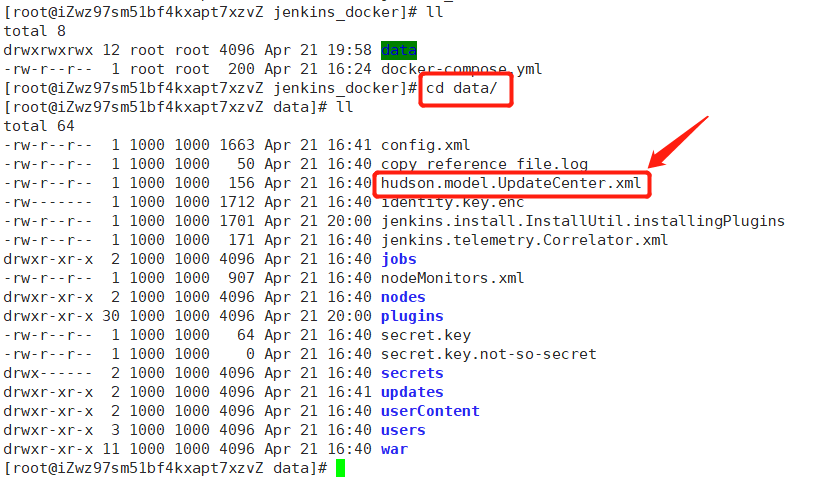 [root@iZwz97sm51bf4kxapt7xzvZ jenkins_docker]# ll
total 8
drwxrwxrwx 12 root root 4096 Apr 21 19:58 data
-rw-r--r--  1 root root  200 Apr 21 16:24 docker-compose.yml
[root@iZwz97sm51bf4kxapt7xzvZ jenkins_docker]# cd data/
[root@iZwz97sm51bf4kxapt7xzvZ data]# ll
total 64
-rw-r--r--  1 1000 1000 1663 Apr 21 16:41 config.xml
-rw-r--r--  1 1000 1000   50 Apr 21 16:40 copy_reference_file.log
-rw-r--r--  1 1000 1000  156 Apr 21 16:40 hudson.model.UpdateCenter.xml
-rw-------  1 1000 1000 1712 Apr 21 16:40 identity.key.enc
-rw-r--r--  1 1000 1000 1701 Apr 21 20:00 jenkins.install.InstallUtil.installingPlugins
-rw-r--r--  1 1000 1000  171 Apr 21 16:40 jenkins.telemetry.Correlator.xml
drwxr-xr-x  2 1000 1000 4096 Apr 21 16:40 jobs
-rw-r--r--  1 1000 1000  907 Apr 21 16:40 nodeMonitors.xml
drwxr-xr-x  2 1000 1000 4096 Apr 21 16:40 nodes
drwxr-xr-x 30 1000 1000 4096 Apr 21 20:00 plugins
-rw-r--r--  1 1000 1000   64 Apr 21 16:40 secret.key
-rw-r--r--  1 1000 1000    0 Apr 21 16:40 secret.key.not-so-secret
drwx------  2 1000 1000 4096 Apr 21 16:40 secrets
drwxr-xr-x  2 1000 1000 4096 Apr 21 16:41 updates
drwxr-xr-x  2 1000 1000 4096 Apr 21 16:40 userContent
drwxr-xr-x  3 1000 1000 4096 Apr 21 16:40 users
drwxr-xr-x 11 1000 1000 4096 Apr 21 16:40 war
[root@iZwz97sm51bf4kxapt7xzvZ data]#